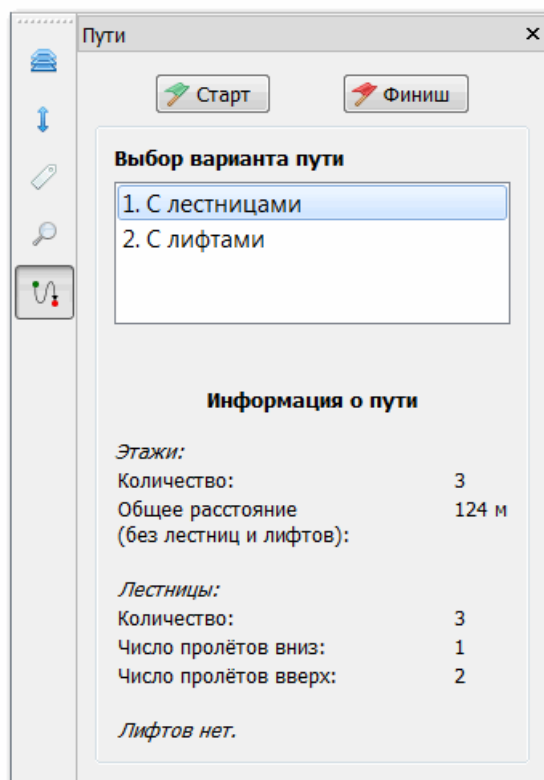 Пути
Старт
Финиш
Выбор варианта пути
1. С лестницами
2. С лифтами
Информация о пути
Этажи:
Количество: 3
Общее расстояние 124 м
(без лестниц и лифтов):
Лестницы:
Количество: 3
Число пролётов вниз: 1
Число пролётов вверх: 2
Лифтов нет.